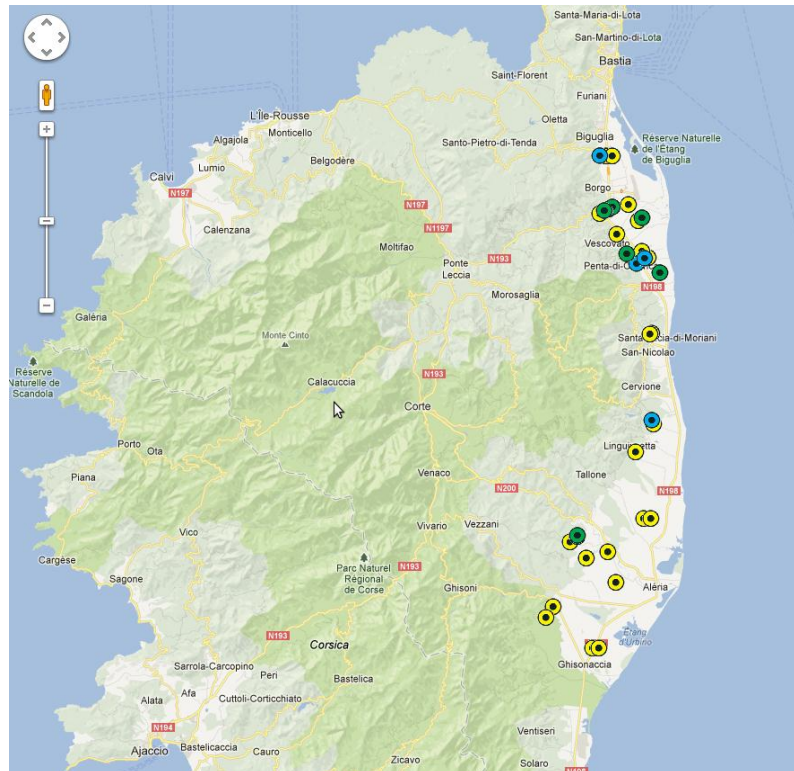 Santa-Maria-di-Lota
San-Martino-di-Lota
Bastia
Saint-Florent
Furiani
L'Île-Rousse
Oletta
Monticello
Algajola
Santo-Pietro-di-Tenda
Biguglia
Réserve Naturelle
de l'Étang
de Biguglia
Lumio
Belgodère
Calvi
Borgo
N197
N197
Calenzana
N1197
Moltifao
Vescovato
Ponte
Leccia
N193
Penta-di-
N198
Morosaglia
Galéria
Monte Cinto
Santa
-di-Moriani
San-Nicolao
Réserve
Naturelle de
Scandola
N193
Calacuccia
Cervione
Corte
Porto
Ota
Linguizzetta
Piana
Venaco
Tallone
N200
N198
Vico
Vivario
Vezzani
Cargèse
Parc Naturel
Régional
de Corse
N193
Sagone
Ghisoni
Aléria
N193
Corsica
Étang
d'Urbino
Sarrola-Carcopino
Peri
Ghisonaccia
Bastelica
Alata
Afa
Cuttoli-Corticchiato
N194
Ventiseri
Ajaccio
Bastelicaccia
Cauro
Zicavo
Solaro